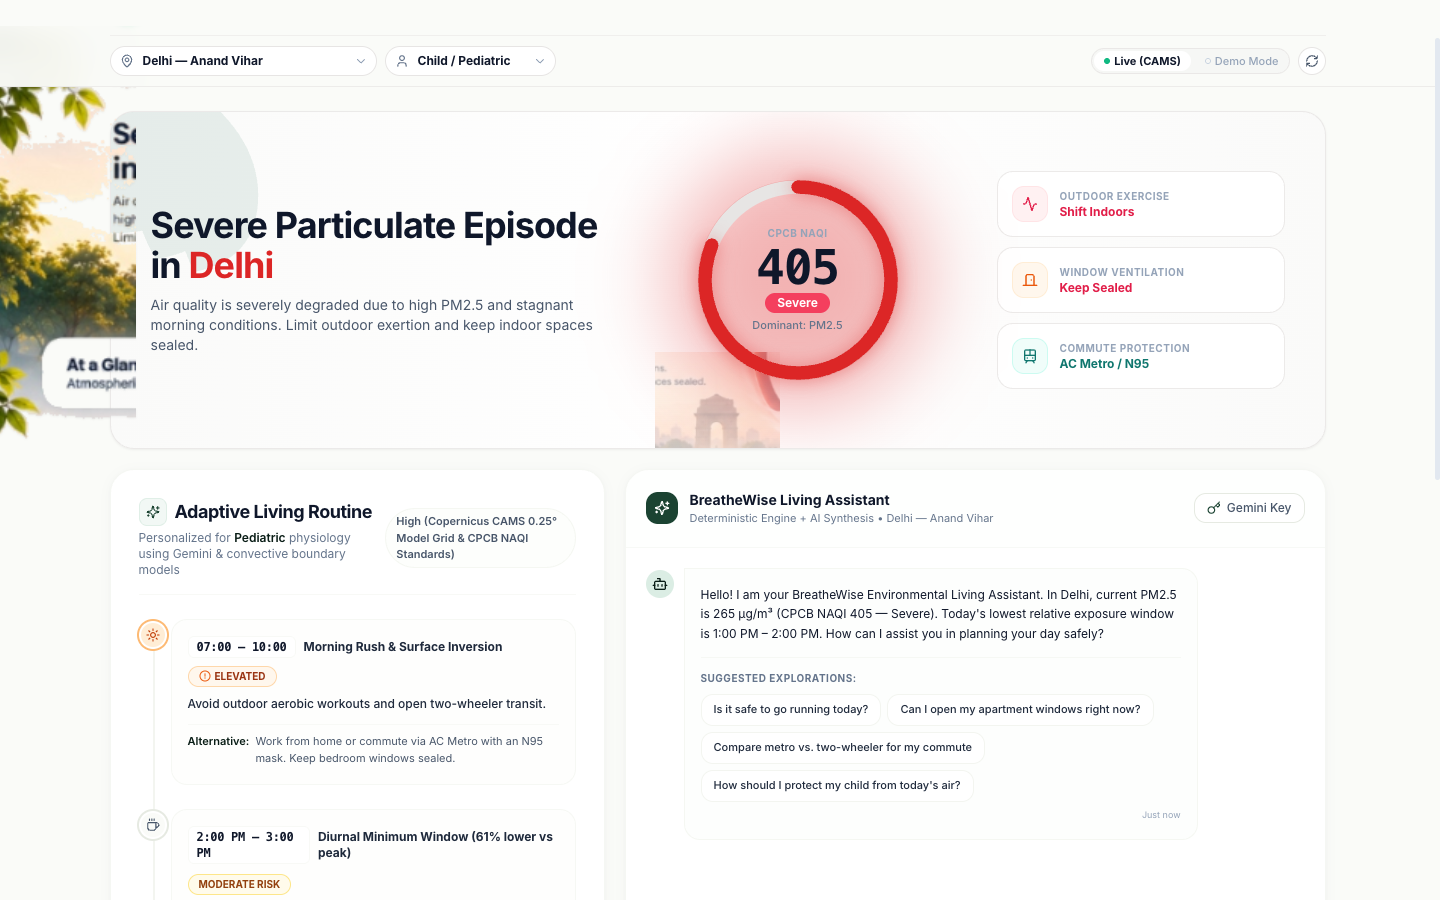 Delhi — Anand Vihar
Child / Pediatric
Live (CAMS)
Demo Mode
in
Air
high
At a
Severe Particulate Episode
in Delhi
Air quality is severely degraded due to high PM2.5 and stagnant
morning conditions. Limit outdoor exertion and keep indoor spaces
sealed.
CPCB NAQI
405
Severe
Dominant: PM2.5
sealed.
OUTDOOR EXERCISE
Shift Indoors
WINDOW VENTILATION
Keep Sealed
COMMUTE PROTECTION
AC Metro / N95
Adaptive Living Routine
Personalized for Pediatric physiology
using Gemini & convective boundary
models
High (Copernicus CAMS 0.25°
Model Grid & CPCB NAQI
Standards)
07:00 – 10:00 Morning Rush & Surface Inversion
ELEVATED
Avoid outdoor aerobic workouts and open two-wheeler transit.
Alternative: Work from home or commute via AC Metro with an N95
mask. Keep bedroom windows sealed.
2:00 PM – 3:00
PM
Diurnal Minimum Window (61% lower vs
peak)
MODERATE RISK
BreatheWise Living Assistant
Deterministic Engine + AI Synthesis • Delhi — Anand Vihar
Gemini Key
Hello! I am your BreatheWise Environmental Living Assistant. In Delhi, current PM2.5
is 265 µg/m³ (CPCB NAQI 405 — Severe). Today's lowest relative exposure window
is 1:00 PM – 2:00 PM. How can I assist you in planning your day safely?
SUGGESTED EXPLORATIONS:
Is it safe to go running today?
Can I open my apartment windows right now?
Compare metro vs. two-wheeler for my commute
How should I protect my child from today's air?
Just now